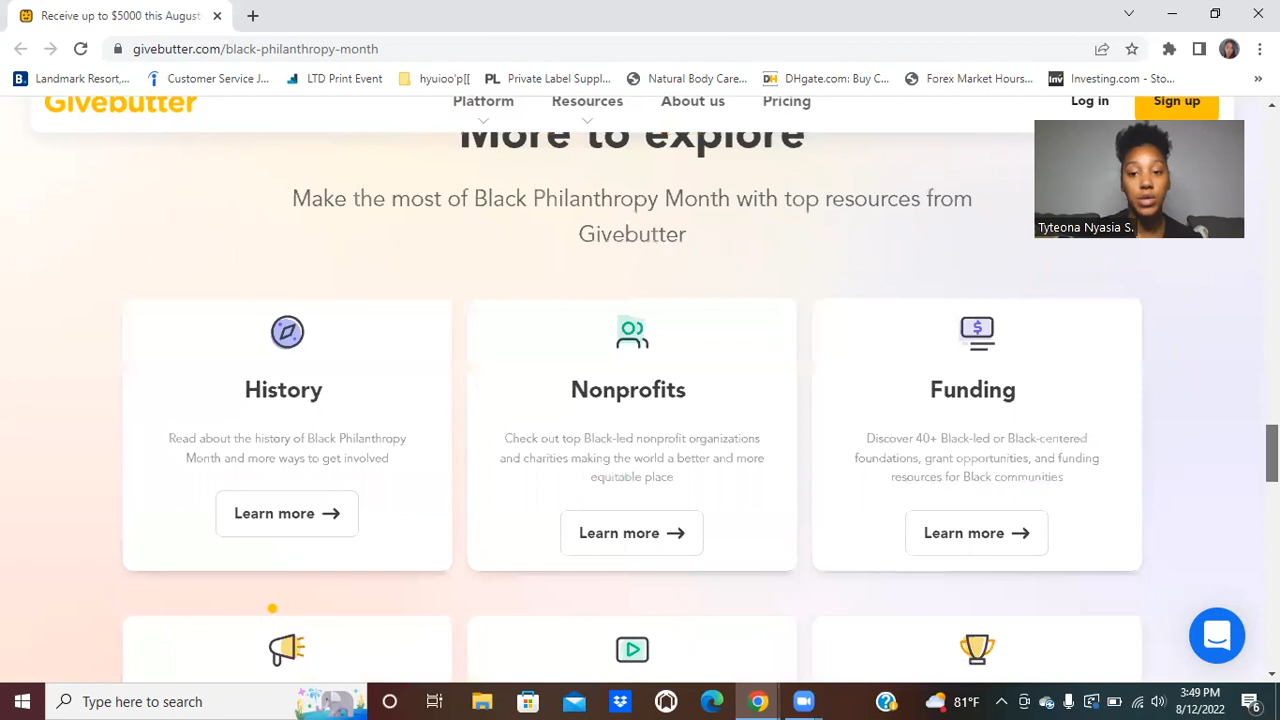 Receive up to $5000 this August
givebutter.com/black-philanthropy-month
Landmark Resort,...
Customer Service J...
LTD Print Event
hyuioo'p[[
PL Private Label Suppl...
Natural Body Care...
DH DHgate.com: Buy C...
Forex Market Hours...
Inv Investing.com - Sto...
Givebutter
Platform
Resources
About us
Pricing
Log in
Sign up
More to explore
Make the most of Black Philanthropy Month with top resources from
Givebutter
Tyteona Nyasia S.
History
Read about the history of Black Philanthropy
Month and more ways to get involved
Learn more
Nonprofits
Check out top Black-led nonprofit organizations
and charities making the world a better and more
equitable place
Learn more
Funding
Discover 40+ Black-led or Black-centered
foundations, grant opportunities, and funding
resources for Black communities
Learn more
Type here to search
81°F
3:49 PM
8/12/2022
6